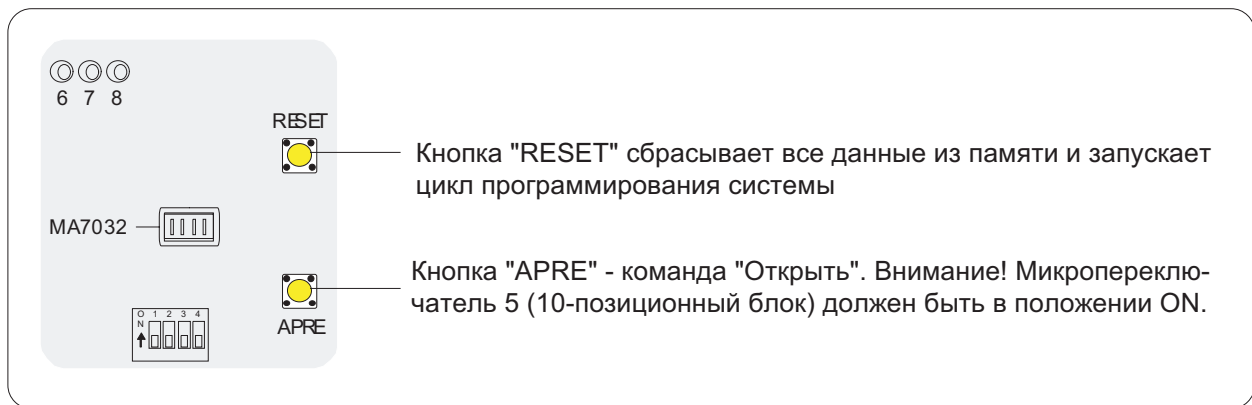 6 7 8
RESET
Кнопка "RESET" сбрасывает все данные из памяти и запускает
цикл программирования системы
MA7032
Кнопка "APRE" - команда "Открыть". Внимание! Микропереклю-
чатель 5 (10-позиционный блок) должен быть в положении ON.
APRE
O 1 2 3 4
N